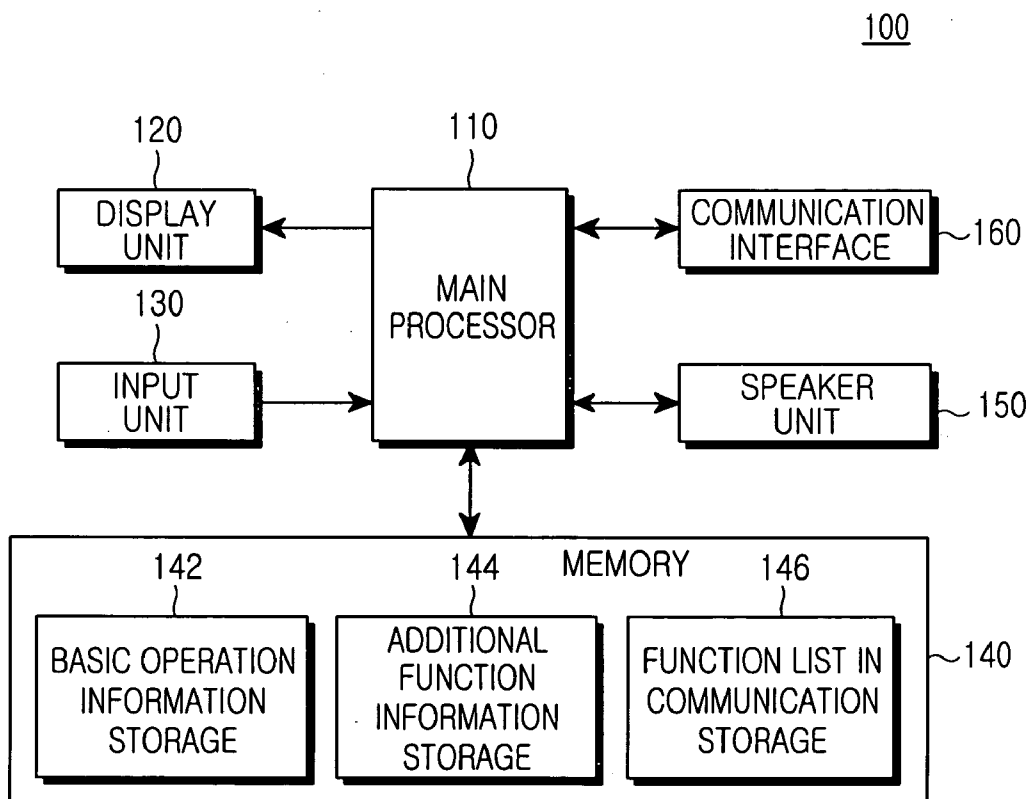 100
120
110
DISPLAY
UNIT
COMMUNICATION
INTERFACE
160
130
MAIN
PROCESSOR
INPUT
UNIT
SPEAKER
UNIT
150
142
144
MEMORY
146
BASIC OPERATION
INFORMATION
STORAGE
ADDITIONAL
FUNCTION
INFORMATION
STORAGE
FUNCTION LIST IN
COMMUNICATION
STORAGE
140